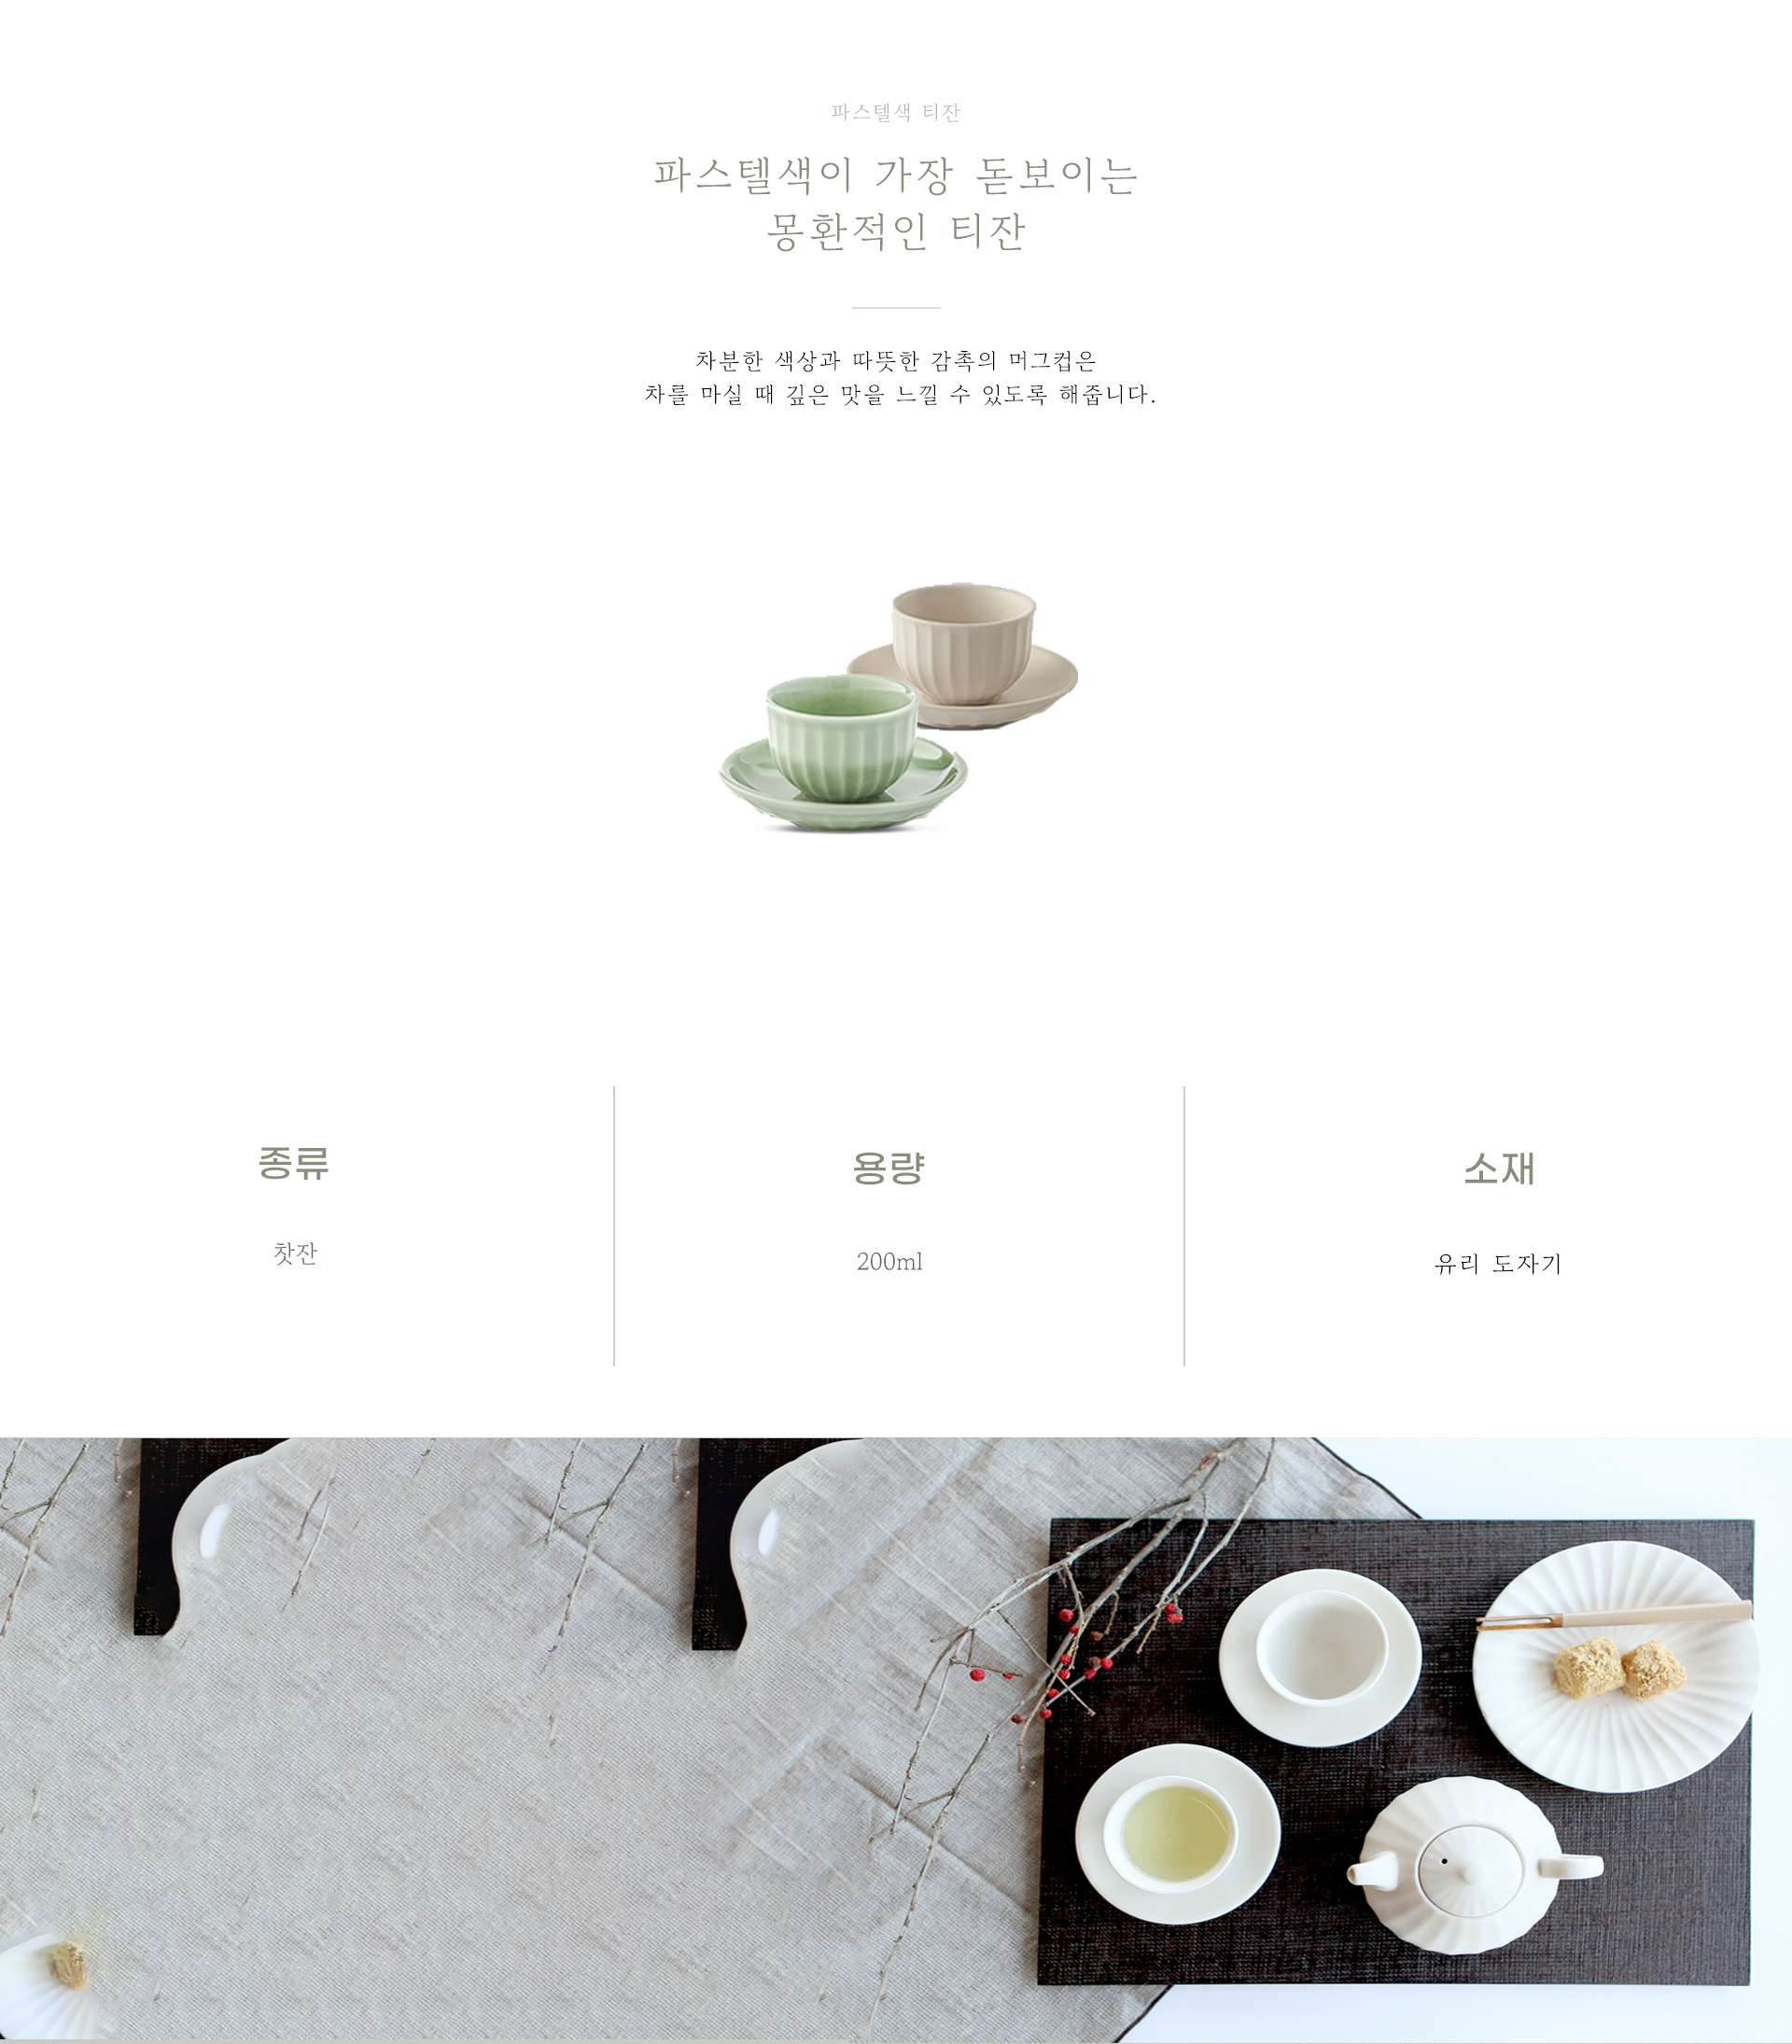 파스텔색 티잔
파스텔색이 가장 돋보이는
몽환적인 티잔
차분한 색상과 따뜻한 감촉의 머그컵은
차를 마실 때 깊은 맛을 느낄 수 있도록 해줍니다.
종류
찻잔
용량
200ml
소재
유리 도자기